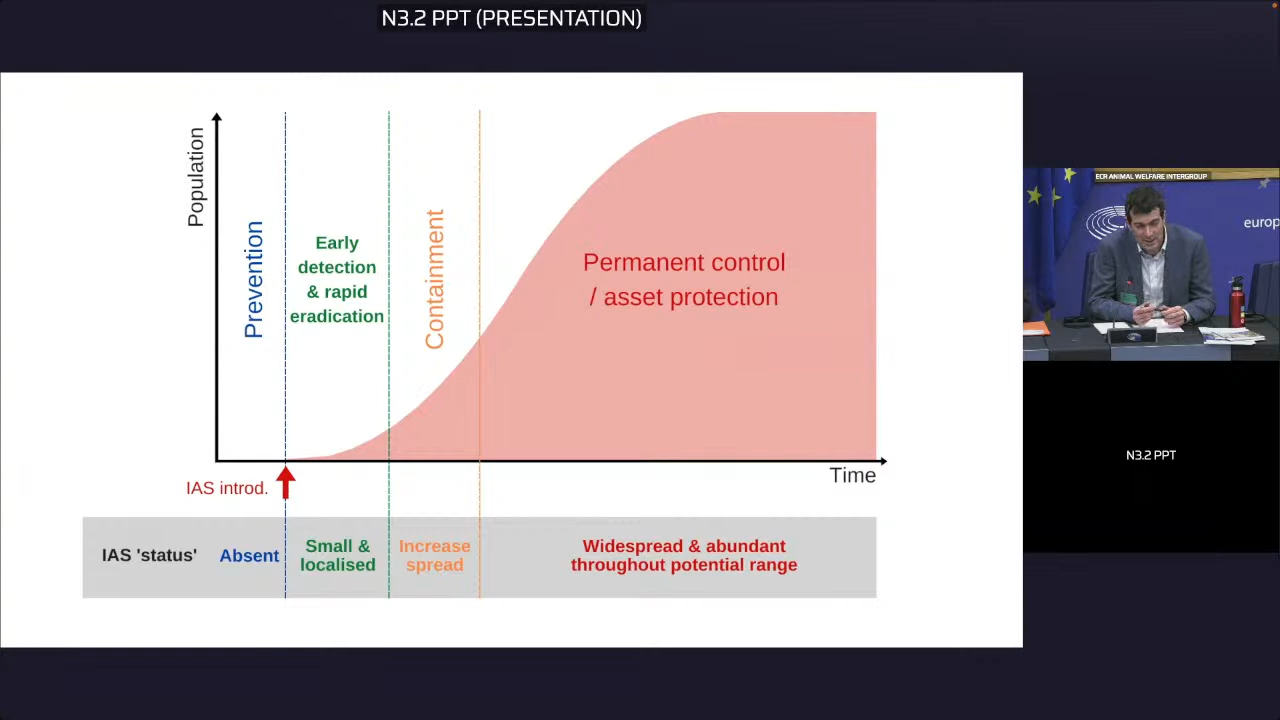 N3.2 PPT (PRESENTATION)
Population
Prevention
Early
detection
& rapid
eradication
Containment
Permanent control
/ asset protection
Time
IAS introd.
IAS 'status'
Absent
Small &
localised
Increase
spread
Widespread & abundant
throughout potential range
ECR ANIMAL WELFARE INTERGROUP
europ
N3.2 PPT